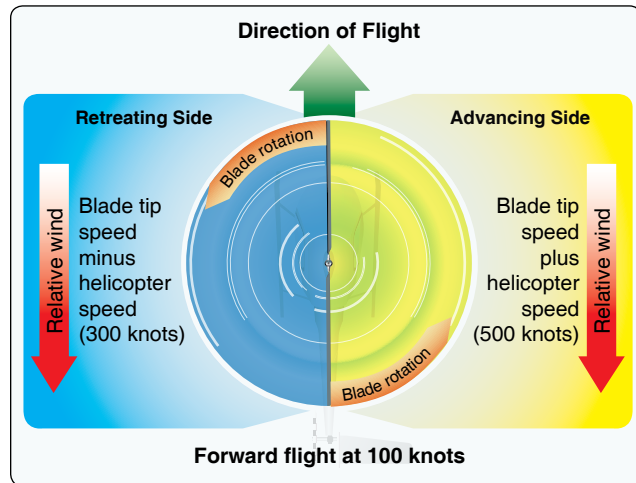 Direction of Flight
Retreating Side
Advancing Side
Blade rotation
Relative wind
Blade tip
speed
minus
helicopter
speed
(300 knots)
Blade tip
speed
plus
helicopter
speed
(500 knots)
Relative wind
Blade rotation
Forward flight at 100 knots